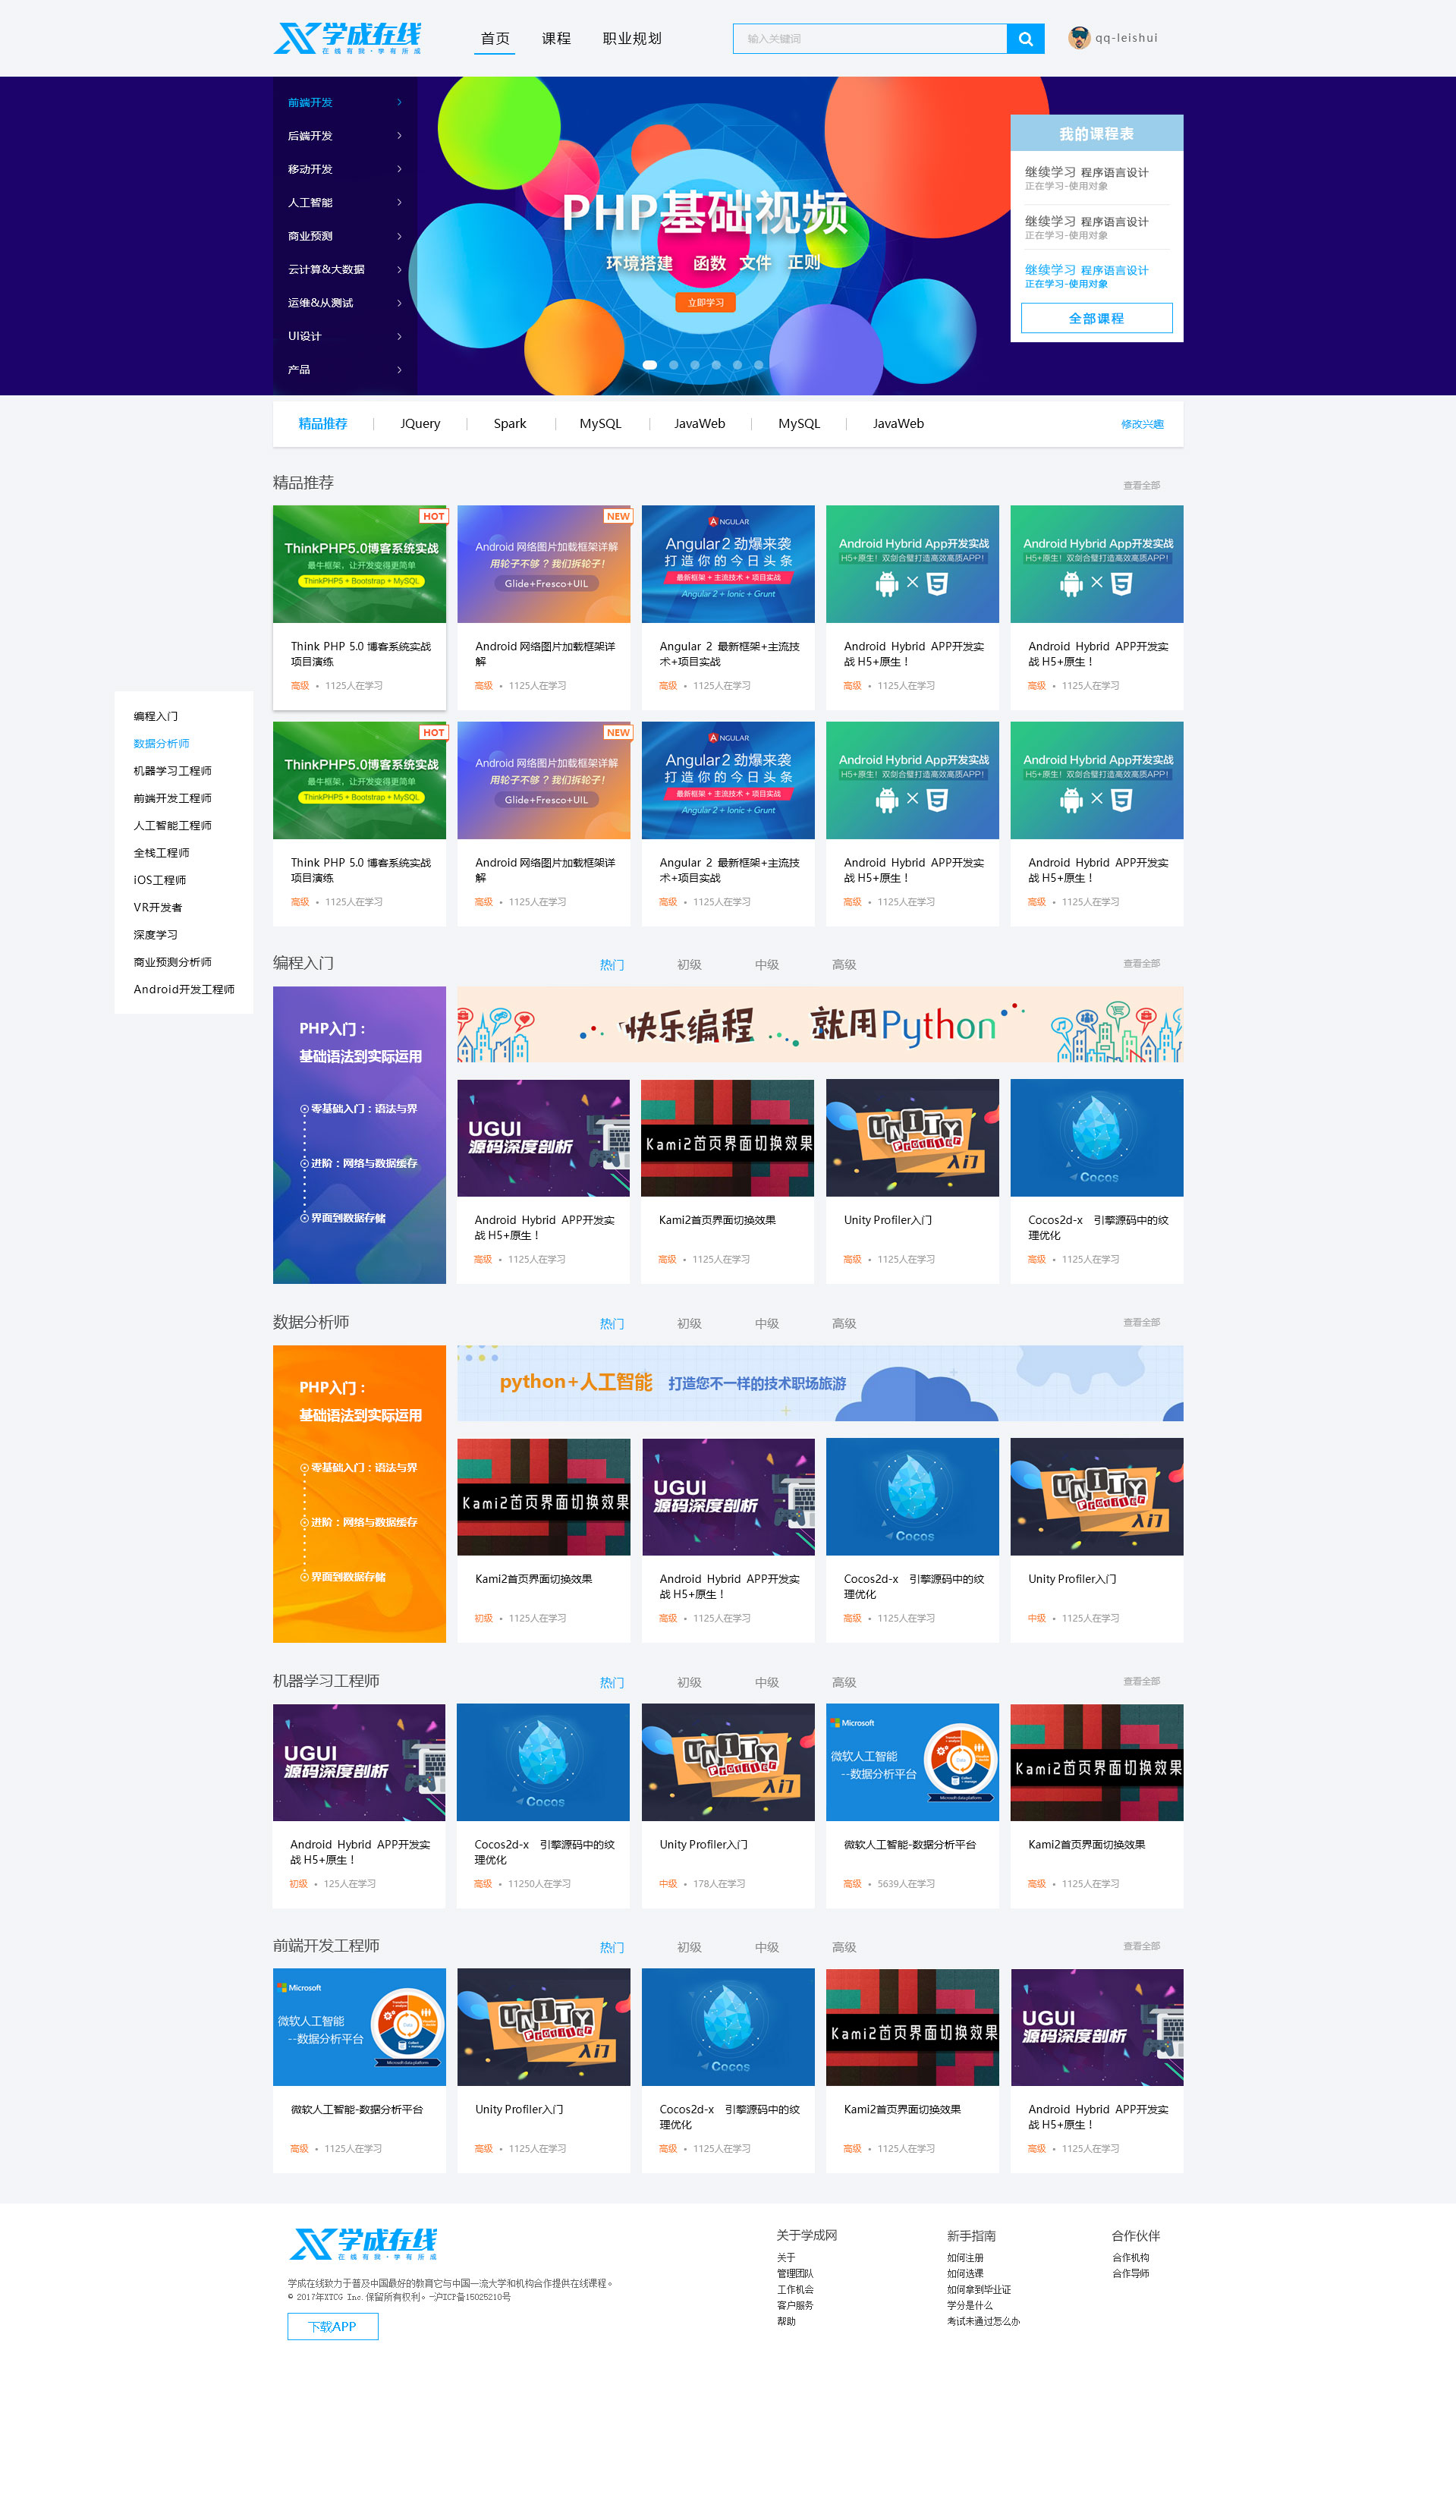 学成在线
在线有我·学有所成
首页 课程 职业规划
输入关键词
qq-leishui
前端开发
后端开发
移动开发
人工智能
商业预测
云计算&大数据
运维&从测试
UI设计
产品
PHP基础视频
环境搭建 函数 文件 正则
立即学习
我的课程表
继续学习 程序语言设计
正在学习-使用对象
继续学习 程序语言设计
正在学习-使用对象
继续学习 程序语言设计
正在学习-使用对象
全部课程
精品推荐 JQuery Spark MySQL JavaWeb MySQL JavaWeb 修改兴趣
精品推荐 查看全部
HOT
ThinkPHP5.0博客系统实战
最牛框架,让开发变得更简单
ThinkPHP5 + Bootstrap + MySQL
Think PHP 5.0 博客系统实战
项目演练
高级 • 1125人在学习
NEW
Android 网络图片加载框架详解
用轮子不够?我们拆轮子!
Glide+Fresco+UIL
Android 网络图片加载框架详
解
高级 • 1125人在学习
ANGULAR
Angular2 劲爆来袭
打造你的今日头条
最新框架 + 主流技术 + 项目实战
Angular 2 + Ionic + Grunt
Angular 2 最新框架+主流技
术+项目实战
高级 • 1125人在学习
Android Hybrid App开发实战
H5+原生!双剑合璧打造高效高质APP!
Android Hybrid APP开发实
战 H5+原生!
高级 • 1125人在学习
Android Hybrid App开发实战
H5+原生!双剑合璧打造高效高质APP!
Android Hybrid APP开发实
战 H5+原生!
高级 • 1125人在学习
HOT
ThinkPHP5.0博客系统实战
最牛框架,让开发变得更简单
ThinkPHP5 + Bootstrap + MySQL
Think PHP 5.0 博客系统实战
项目演练
高级 • 1125人在学习
NEW
Android 网络图片加载框架详解
用轮子不够?我们拆轮子!
Glide+Fresco+UIL
Android 网络图片加载框架详
解
高级 • 1125人在学习
ANGULAR
Angular2 劲爆来袭
打造你的今日头条
最新框架 + 主流技术 + 项目实战
Angular 2 + Ionic + Grunt
Angular 2 最新框架+主流技
术+项目实战
高级 • 1125人在学习
Android Hybrid App开发实战
H5+原生!双剑合璧打造高效高质APP!
Android Hybrid APP开发实
战 H5+原生!
高级 • 1125人在学习
Android Hybrid App开发实战
H5+原生!双剑合璧打造高效高质APP!
Android Hybrid APP开发实
战 H5+原生!
高级 • 1125人在学习
编程入门
数据分析师
机器学习工程师
前端开发工程师
人工智能工程师
全栈工程师
iOS工程师
VR开发者
深度学习
商业预测分析师
Android开发工程师
编程入门 热门 初级 中级 高级 查看全部
PHP入门:
基础语法到实际运用
零基础入门:语法与界
进阶:网络与数据缓存
界面到数据存储
快乐编程 就用Python
UGUI
源码深度剖析
Android Hybrid APP开发实
战 H5+原生!
高级 • 1125人在学习
Kami2首页界面切换效果
Kami2首页界面切换效果
高级 • 1125人在学习
UNITY
Profiler
入门
Unity Profiler入门
高级 • 1125人在学习
Cocos
Cocos2d-x 引擎源码中的纹
理优化
高级 • 1125人在学习
数据分析师 热门 初级 中级 高级 查看全部
PHP入门:
基础语法到实际运用
零基础入门:语法与界
进阶:网络与数据缓存
界面到数据存储
python+人工智能 打造您不一样的技术职场旅游
Kami2首页界面切换效果
Kami2首页界面切换效果
初级 • 1125人在学习
UGUI
源码深度剖析
Android Hybrid APP开发实
战 H5+原生!
高级 • 1125人在学习
Cocos
Cocos2d-x 引擎源码中的纹
理优化
高级 • 1125人在学习
UNITY
Profiler
入门
Unity Profiler入门
中级 • 1125人在学习
机器学习工程师 热门 初级 中级 高级 查看全部
UGUI
源码深度剖析
Android Hybrid APP开发实
战 H5+原生!
初级 • 125人在学习
Cocos
Cocos2d-x 引擎源码中的纹
理优化
高级 • 11250人在学习
UNITY
Profiler
入门
Unity Profiler入门
中级 • 178人在学习
Microsoft
微软人工智能
--数据分析平台
Data
Microsoft data platform
微软人工智能-数据分析平台
高级 • 5639人在学习
Kami2首页界面切换效果
Kami2首页界面切换效果
高级 • 1125人在学习
前端开发工程师 热门 初级 中级 高级 查看全部
Microsoft
微软人工智能
--数据分析平台
Data
Microsoft data platform
微软人工智能-数据分析平台
高级 • 1125人在学习
UNITY
Profiler
入门
Unity Profiler入门
高级 • 1125人在学习
Cocos
Cocos2d-x 引擎源码中的纹
理优化
高级 • 1125人在学习
Kami2首页界面切换效果
Kami2首页界面切换效果
高级 • 1125人在学习
UGUI
源码深度剖析
Android Hybrid APP开发实
战 H5+原生!
高级 • 1125人在学习
学成在线
在线有我·学有所成
学成在线致力于普及中国最好的教育它与中国一流大学和机构合作提供在线课程。
© 2017年XTCG Inc.保留所有权利。-沪ICP备15025210号
下载APP
关于学成网
关于
管理团队
工作机会
客户服务
帮助
新手指南
如何注册
如何选课
如何拿到毕业证
学分是什么
考试未通过怎么办
合作伙伴
合作机构
合作导师